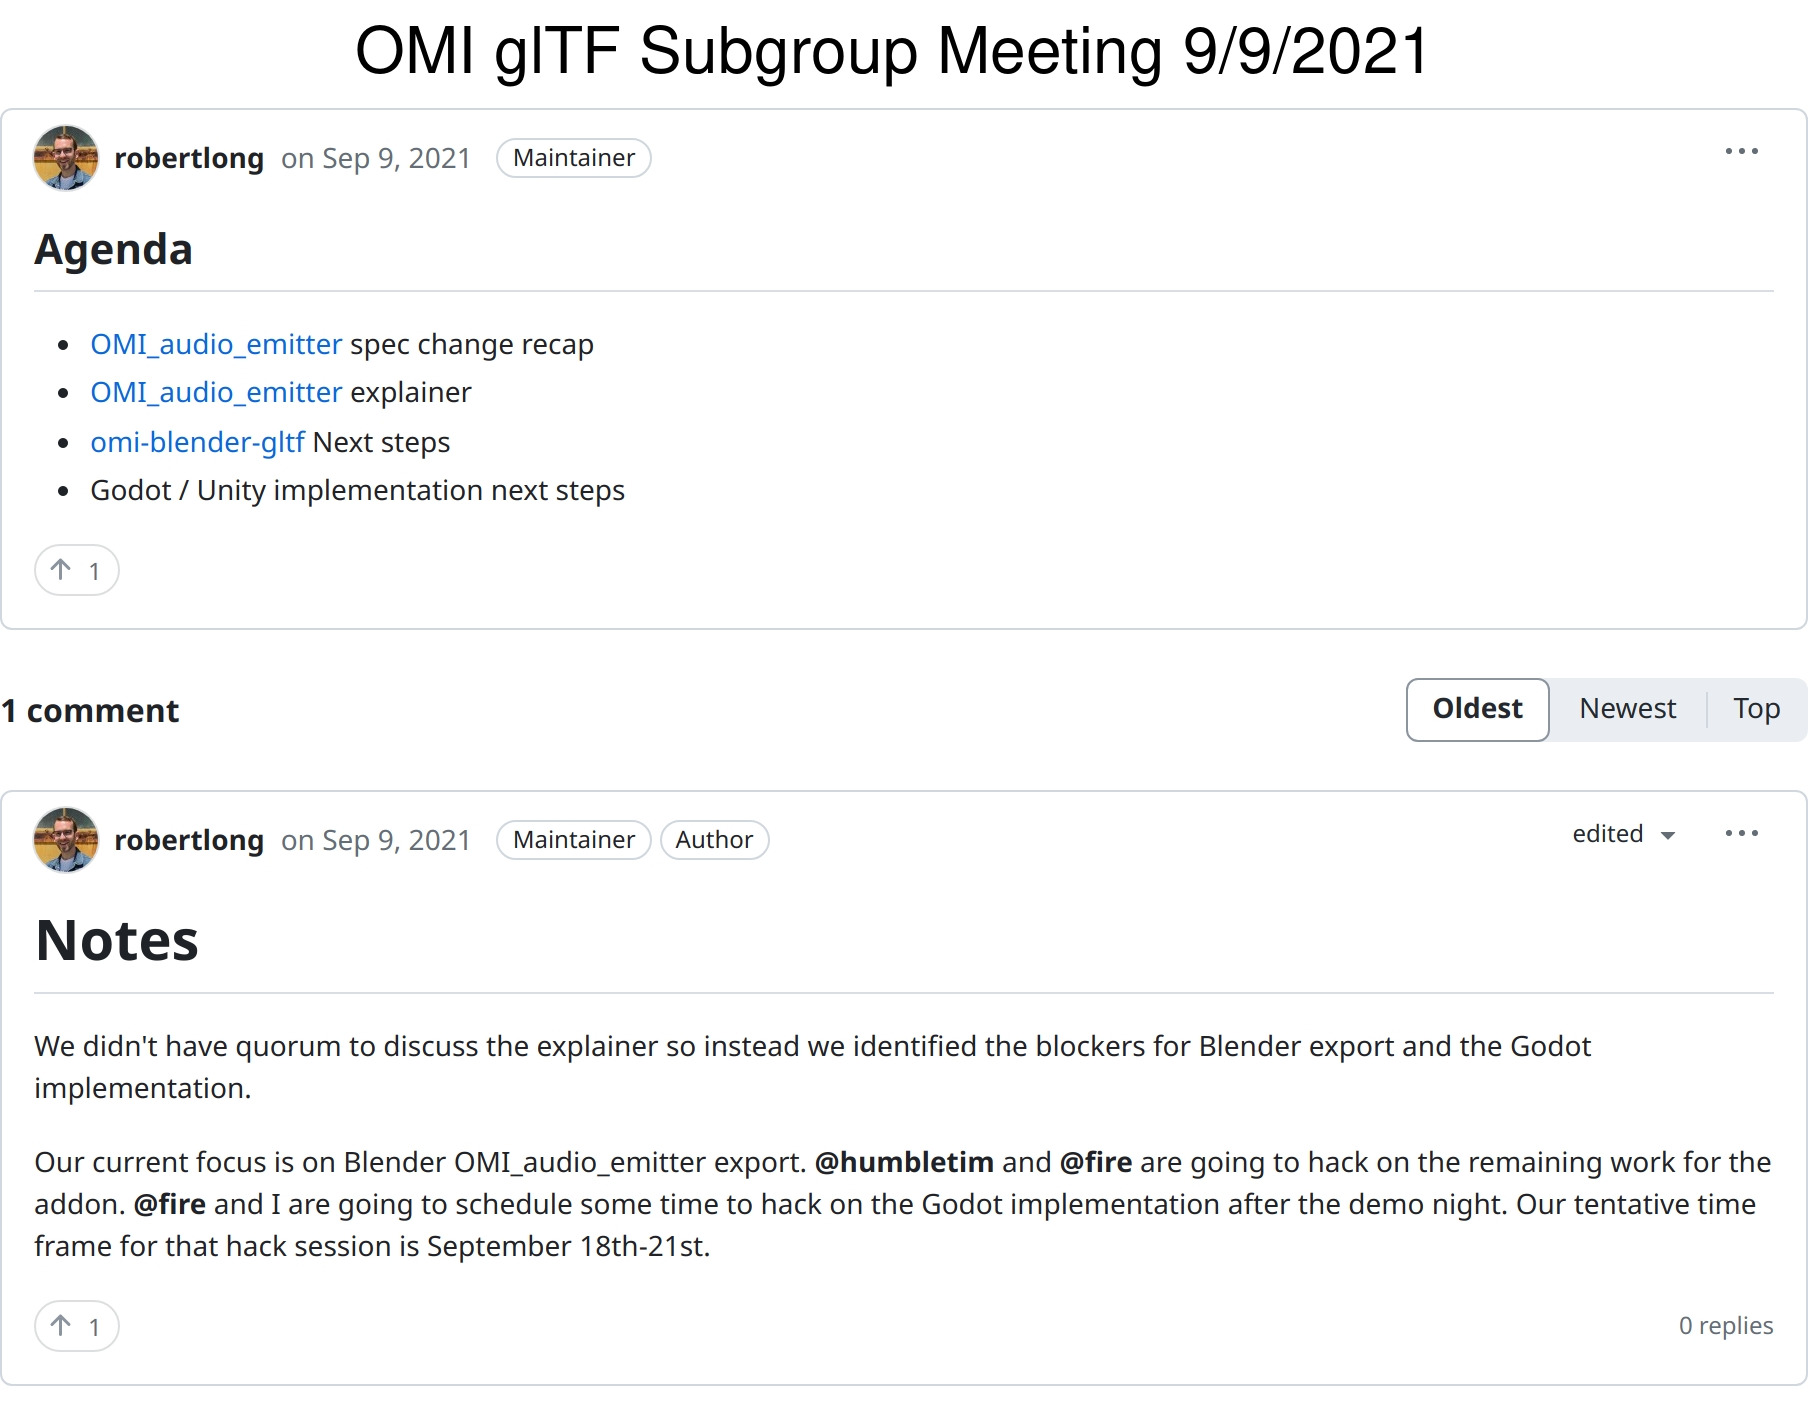 OMI glTF Subgroup Meeting 9/9/2021
robertlong on Sep 9, 2021 Maintainer
Agenda
OMI_audio_emitter spec change recap
OMI_audio_emitter explainer
omi-blender-gltf Next steps
Godot / Unity implementation next steps
1
1 comment
Oldest Newest Top
robertlong on Sep 9, 2021 Maintainer Author edited
Notes
We didn't have quorum to discuss the explainer so instead we identified the blockers for Blender export and the Godot
implementation.
Our current focus is on Blender OMI_audio_emitter export. @humbletim and @fire are going to hack on the remaining work for the
addon. @fire and I are going to schedule some time to hack on the Godot implementation after the demo night. Our tentative time
frame for that hack session is September 18th-21st.
1
0 replies